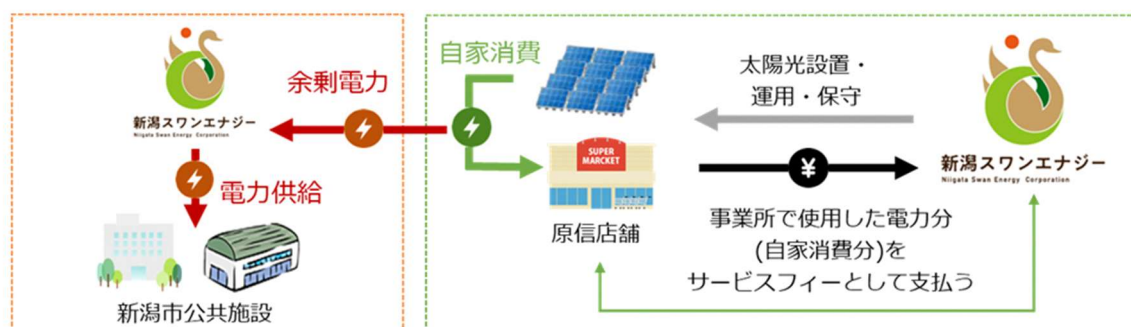 余剰電力
新潟スワンエナジー
Niigata Swan Energy Corporation
電力供給
新潟市公共施設
自家消費
SUPER
MARCKET
原信店舗
太陽光設置・
運用・保守
¥
新潟スワンエナジー
Niigata Swan Energy Corporation
事業所で使用した電力分
(自家消費分)を
サービスフィーとして支払う